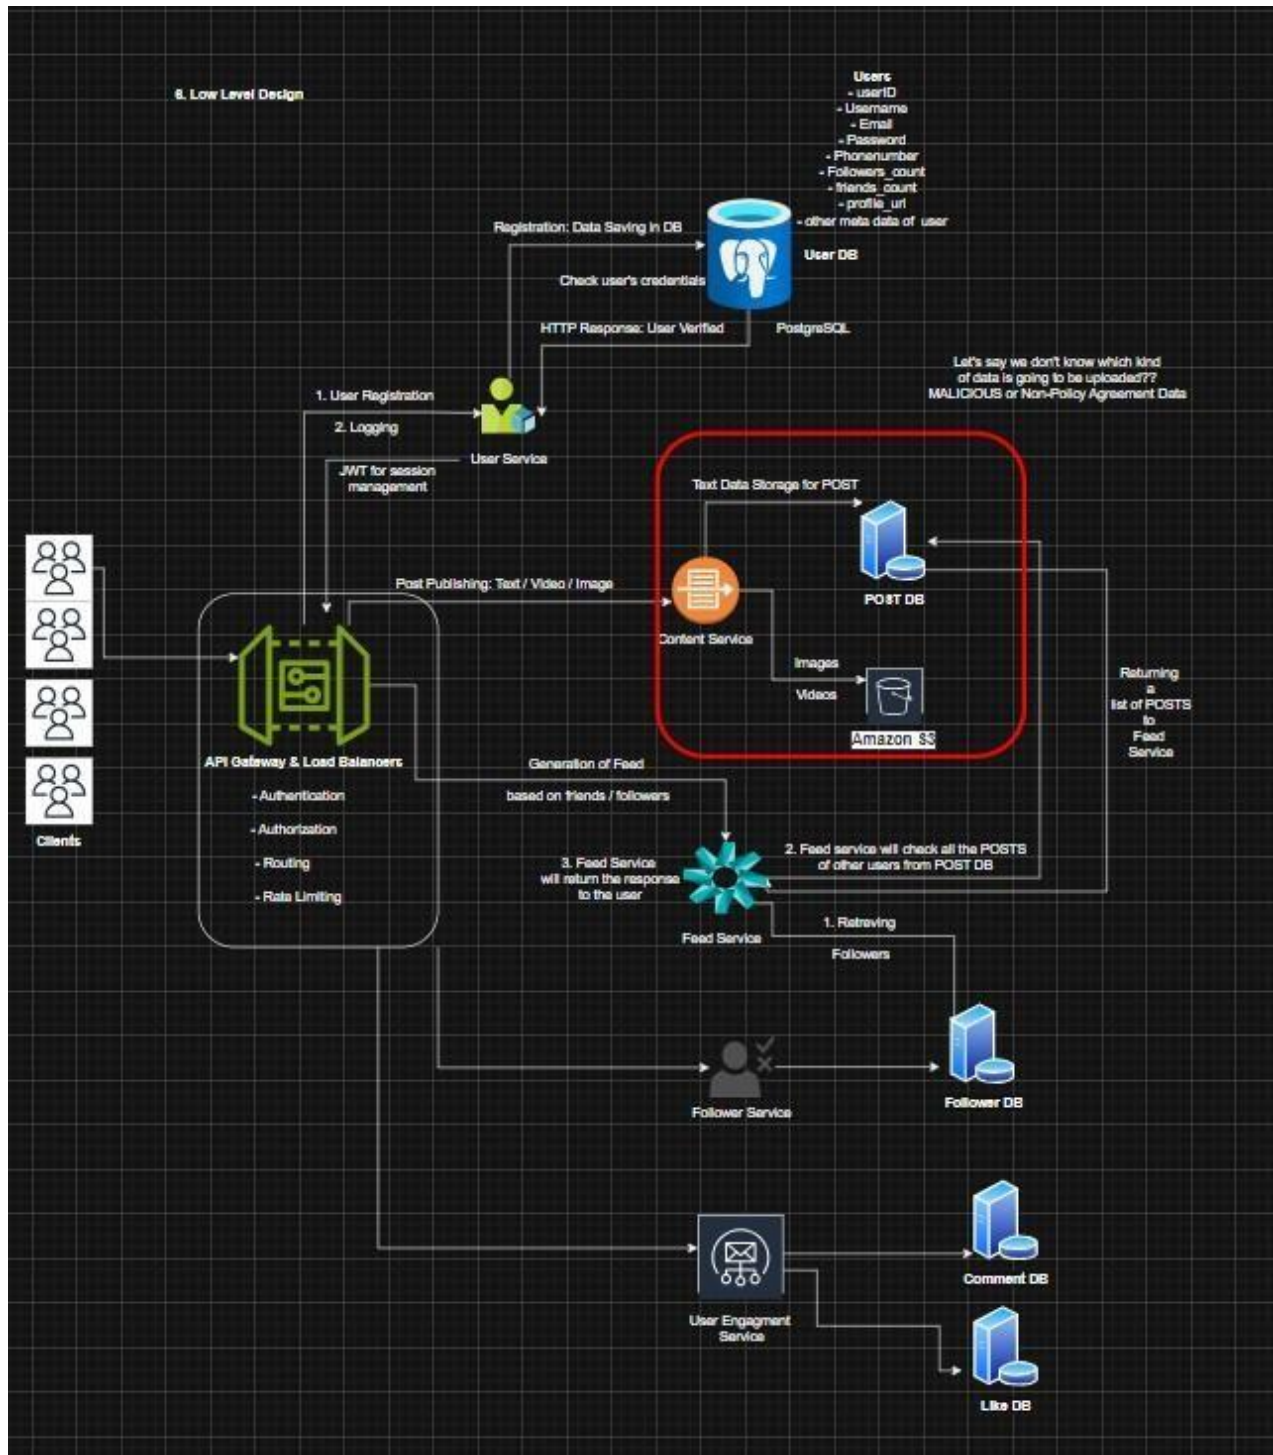 6. Low Level Design
Users
- userID
- Username
- Email
- Password
- Phonenumber
- Followers_count
- friends_count
- profile_url
- other meta data of user
User DB
PostgreSQL
Registration: Data Saving in DB
Check user's credentials
HTTP Response: User Verified
Let's say we don't know which kind
of data is going to be uploaded??
MALICIOUS or Non-Policy Agreement Data
1. User Registration
2. Logging
User Service
JWT for session
management
Text Data Storage for POST
POST DB
Post Publishing: Text / Video / Image
Content Service
Images
Videos
Amazon S3
Returning
a
list of POSTS
to
Feed
Service
API Gateway & Load Balancers
- Authentication
- Authorization
- Routing
- Rate Limiting
Clients
Generation of Feed
based on friends / followers
2. Feed service will check all the POSTS
of other users from POST DB
3. Feed Service
will return the response
to the user
Feed Service
1. Retreving
Followers
Follower Service
Follower DB
Comment DB
User Engagment
Service
Like DB